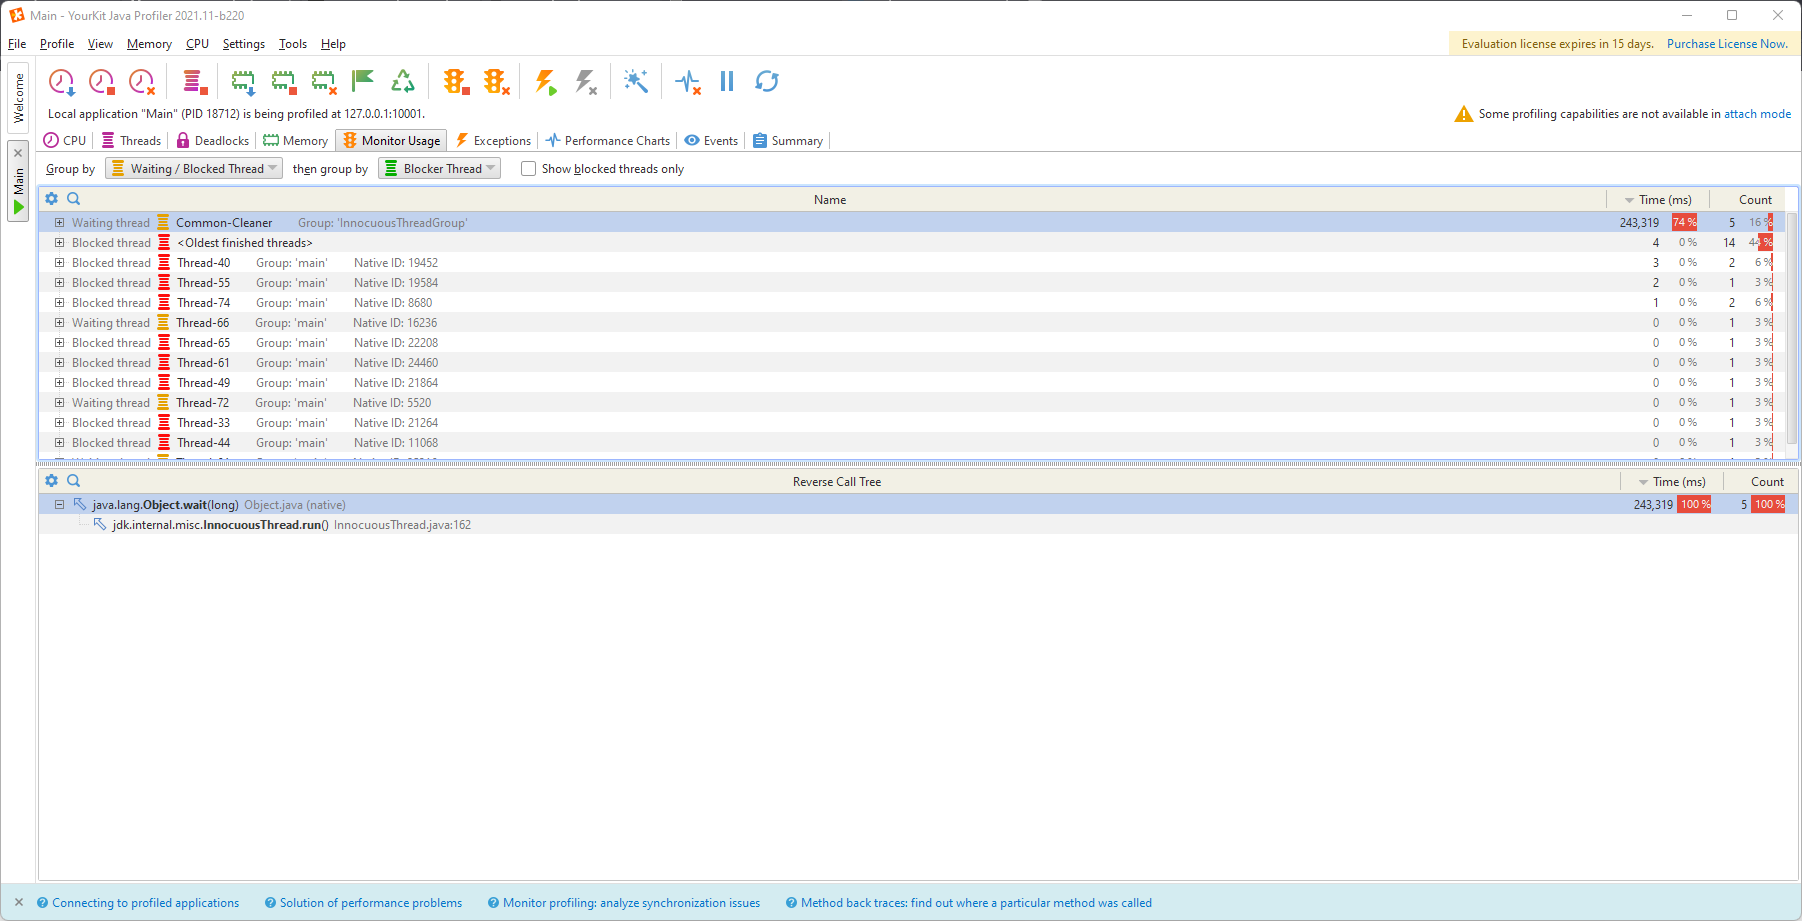 Main - YourKit Java Profiler 2021.11-b220
File Profile View Memory CPU Settings Tools Help
Evaluation license expires in 15 days. Purchase License Now.
Welcome
Main
Local application "Main" (PID 18712) is being profiled at 127.0.0.1:10001.
Some profiling capabilities are not available in attach mode
CPU Threads Deadlocks Memory Monitor Usage Exceptions Performance Charts Events Summary
Group by Waiting / Blocked Thread then group by Blocker Thread Show blocked threads only
Name Time (ms) Count
Waiting thread Common-Cleaner Group: 'InnocuousThreadGroup' 243,319 74 % 5 16 %
Blocked thread <Oldest finished threads> 4 0 % 14 44 %
Blocked thread Thread-40 Group: 'main' Native ID: 19452 3 0 % 2 6 %
Blocked thread Thread-55 Group: 'main' Native ID: 19584 2 0 % 1 3 %
Blocked thread Thread-74 Group: 'main' Native ID: 8680 1 0 % 2 6 %
Waiting thread Thread-66 Group: 'main' Native ID: 16236 0 0 % 1 3 %
Blocked thread Thread-65 Group: 'main' Native ID: 22208 0 0 % 1 3 %
Blocked thread Thread-61 Group: 'main' Native ID: 24460 0 0 % 1 3 %
Blocked thread Thread-49 Group: 'main' Native ID: 21864 0 0 % 1 3 %
Waiting thread Thread-72 Group: 'main' Native ID: 5520 0 0 % 1 3 %
Blocked thread Thread-33 Group: 'main' Native ID: 21264 0 0 % 1 3 %
Blocked thread Thread-44 Group: 'main' Native ID: 11068 0 0 % 1 3 %
Reverse Call Tree Time (ms) Count
java.lang.Object.wait(long) Object.java (native) 243,319 100 % 5 100 %
jdk.internal.misc.InnocuousThread.run() InnocuousThread.java:162
Connecting to profiled applications Solution of performance problems Monitor profiling: analyze synchronization issues Method back traces: find out where a particular method was called